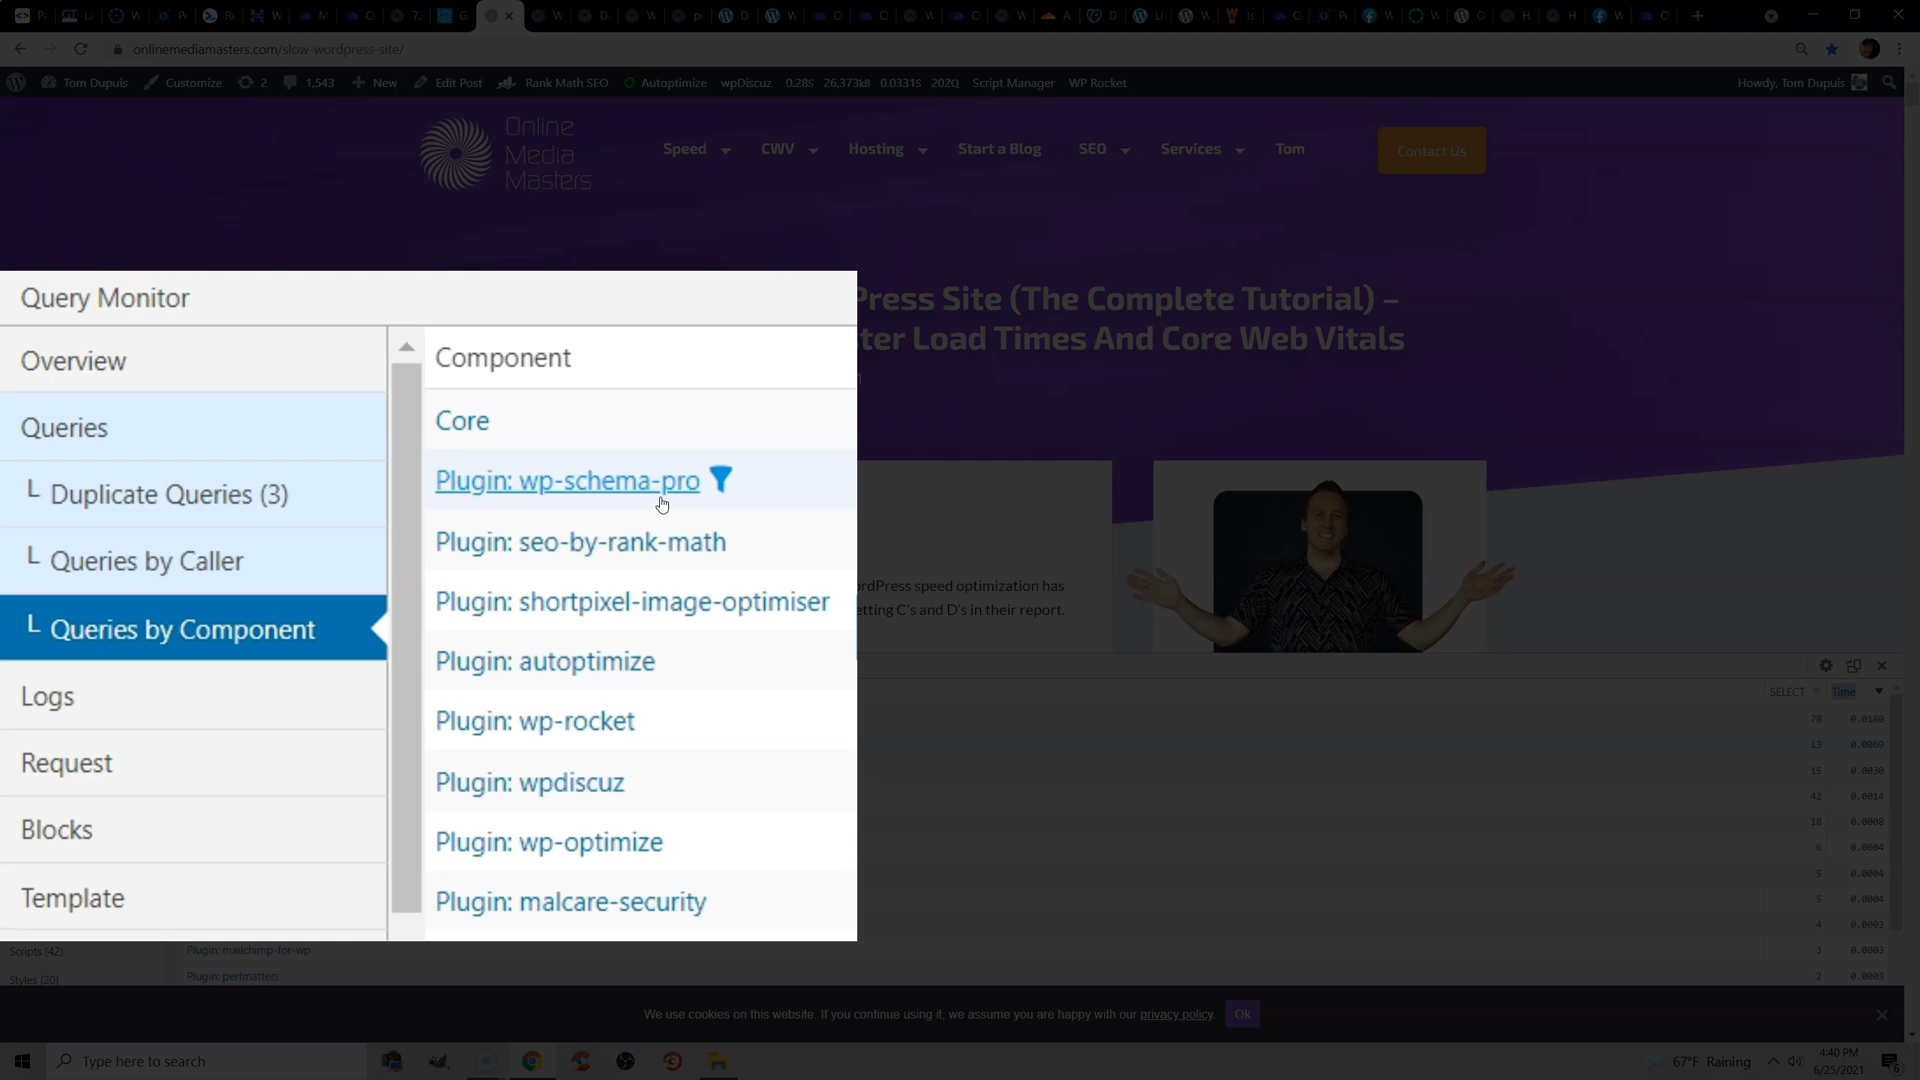 onlinemediamasters.com/slow-wordpress-site/
Tom Dupuis Customize 2 1,543 New Edit Post Rank Math SEO Autoptimize wpDiscuz 0.28S 26,373kB 0.0331S 202Q Script Manager WP Rocket Howdy, Tom Dupuis
Online
Media
Masters
Speed CWV Hosting Start a Blog SEO Services Tom Contact Us
Press Site (The Complete Tutorial) –
ter Load Times And Core Web Vitals
Query Monitor
Overview
Queries
Duplicate Queries (3)
Queries by Caller
Queries by Component
Logs
Request
Blocks
Template
Scripts (42)
Styles (20)
Component
Core
Plugin: wp-schema-pro
Plugin: seo-by-rank-math
Plugin: shortpixel-image-optimiser
Plugin: autoptimize
Plugin: wp-rocket
Plugin: wpdiscuz
Plugin: wp-optimize
Plugin: malcare-security
Plugin: mailchimp-for-wp
Plugin: perfmatters
rdPress speed optimization has
etting C's and D's in their report.
SELECT Time
78 0.0180
13 0.0069
15 0.0030
42 0.0014
18 0.0008
6 0.0004
5 0.0004
5 0.0004
4 0.0003
3 0.0003
2 0.0003
We use cookies on this website. If you continue using it, we assume you are happy with our privacy policy. Ok
Type here to search
67°F Raining
4:40 PM
6/25/2021
6